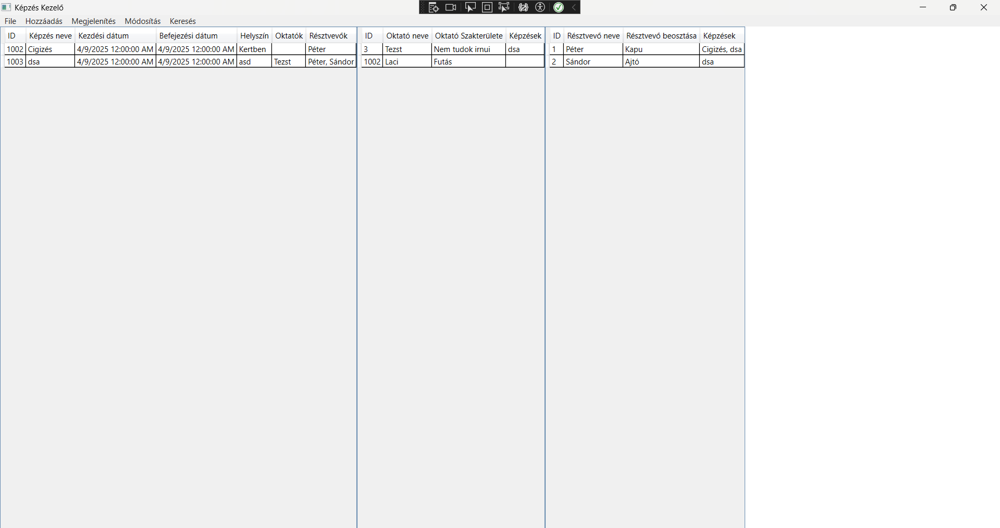 Képzés Kezelő
File Hozzáadás Megjelenítés Módosítás Keresés
ID Képzés neve Kezdési dátum Befejezési dátum Helyszín Oktatók Résztvevők
1002 Cigizés 4/9/2025 12:00:00 AM 4/9/2025 12:00:00 AM Kertben Péter
1003 dsa 4/9/2025 12:00:00 AM 4/9/2025 12:00:00 AM asd Tezst Péter, Sándor
ID Oktató neve Oktató Szakterülete Képzések
3 Tezst Nem tudok irnui dsa
1002 Laci Futás
ID Résztvevő neve Résztvevő beosztása Képzések
1 Péter Kapu Cigizés, dsa
2 Sándor Ajtó dsa